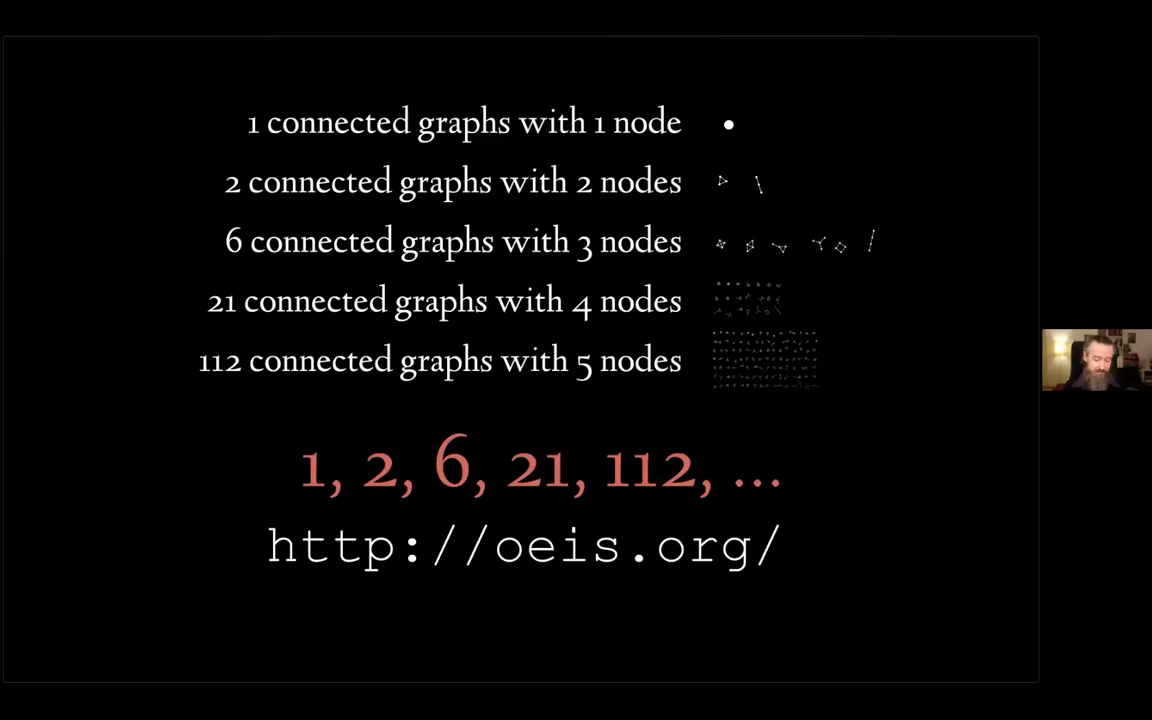 1 connected graphs with 1 node
2 connected graphs with 2 nodes
6 connected graphs with 3 nodes
21 connected graphs with 4 nodes
112 connected graphs with 5 nodes
1, 2, 6, 21, 112, ...
http://oeis.org/